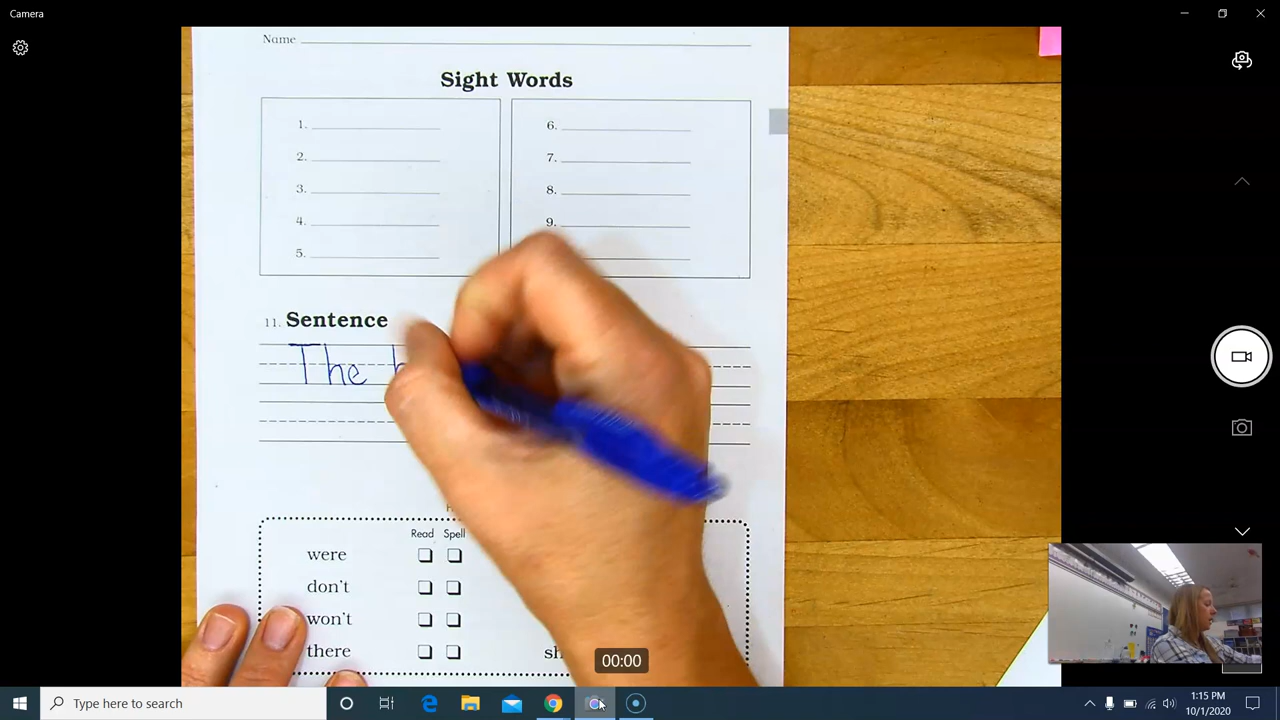 Camera
Name
Sight Words
1.
2.
3.
4.
5.
6.
7.
8.
9.
11. Sentence
The
Read Spell
were
don't
won't
there
00:00
Type here to search
1:15 PM
10/1/2020